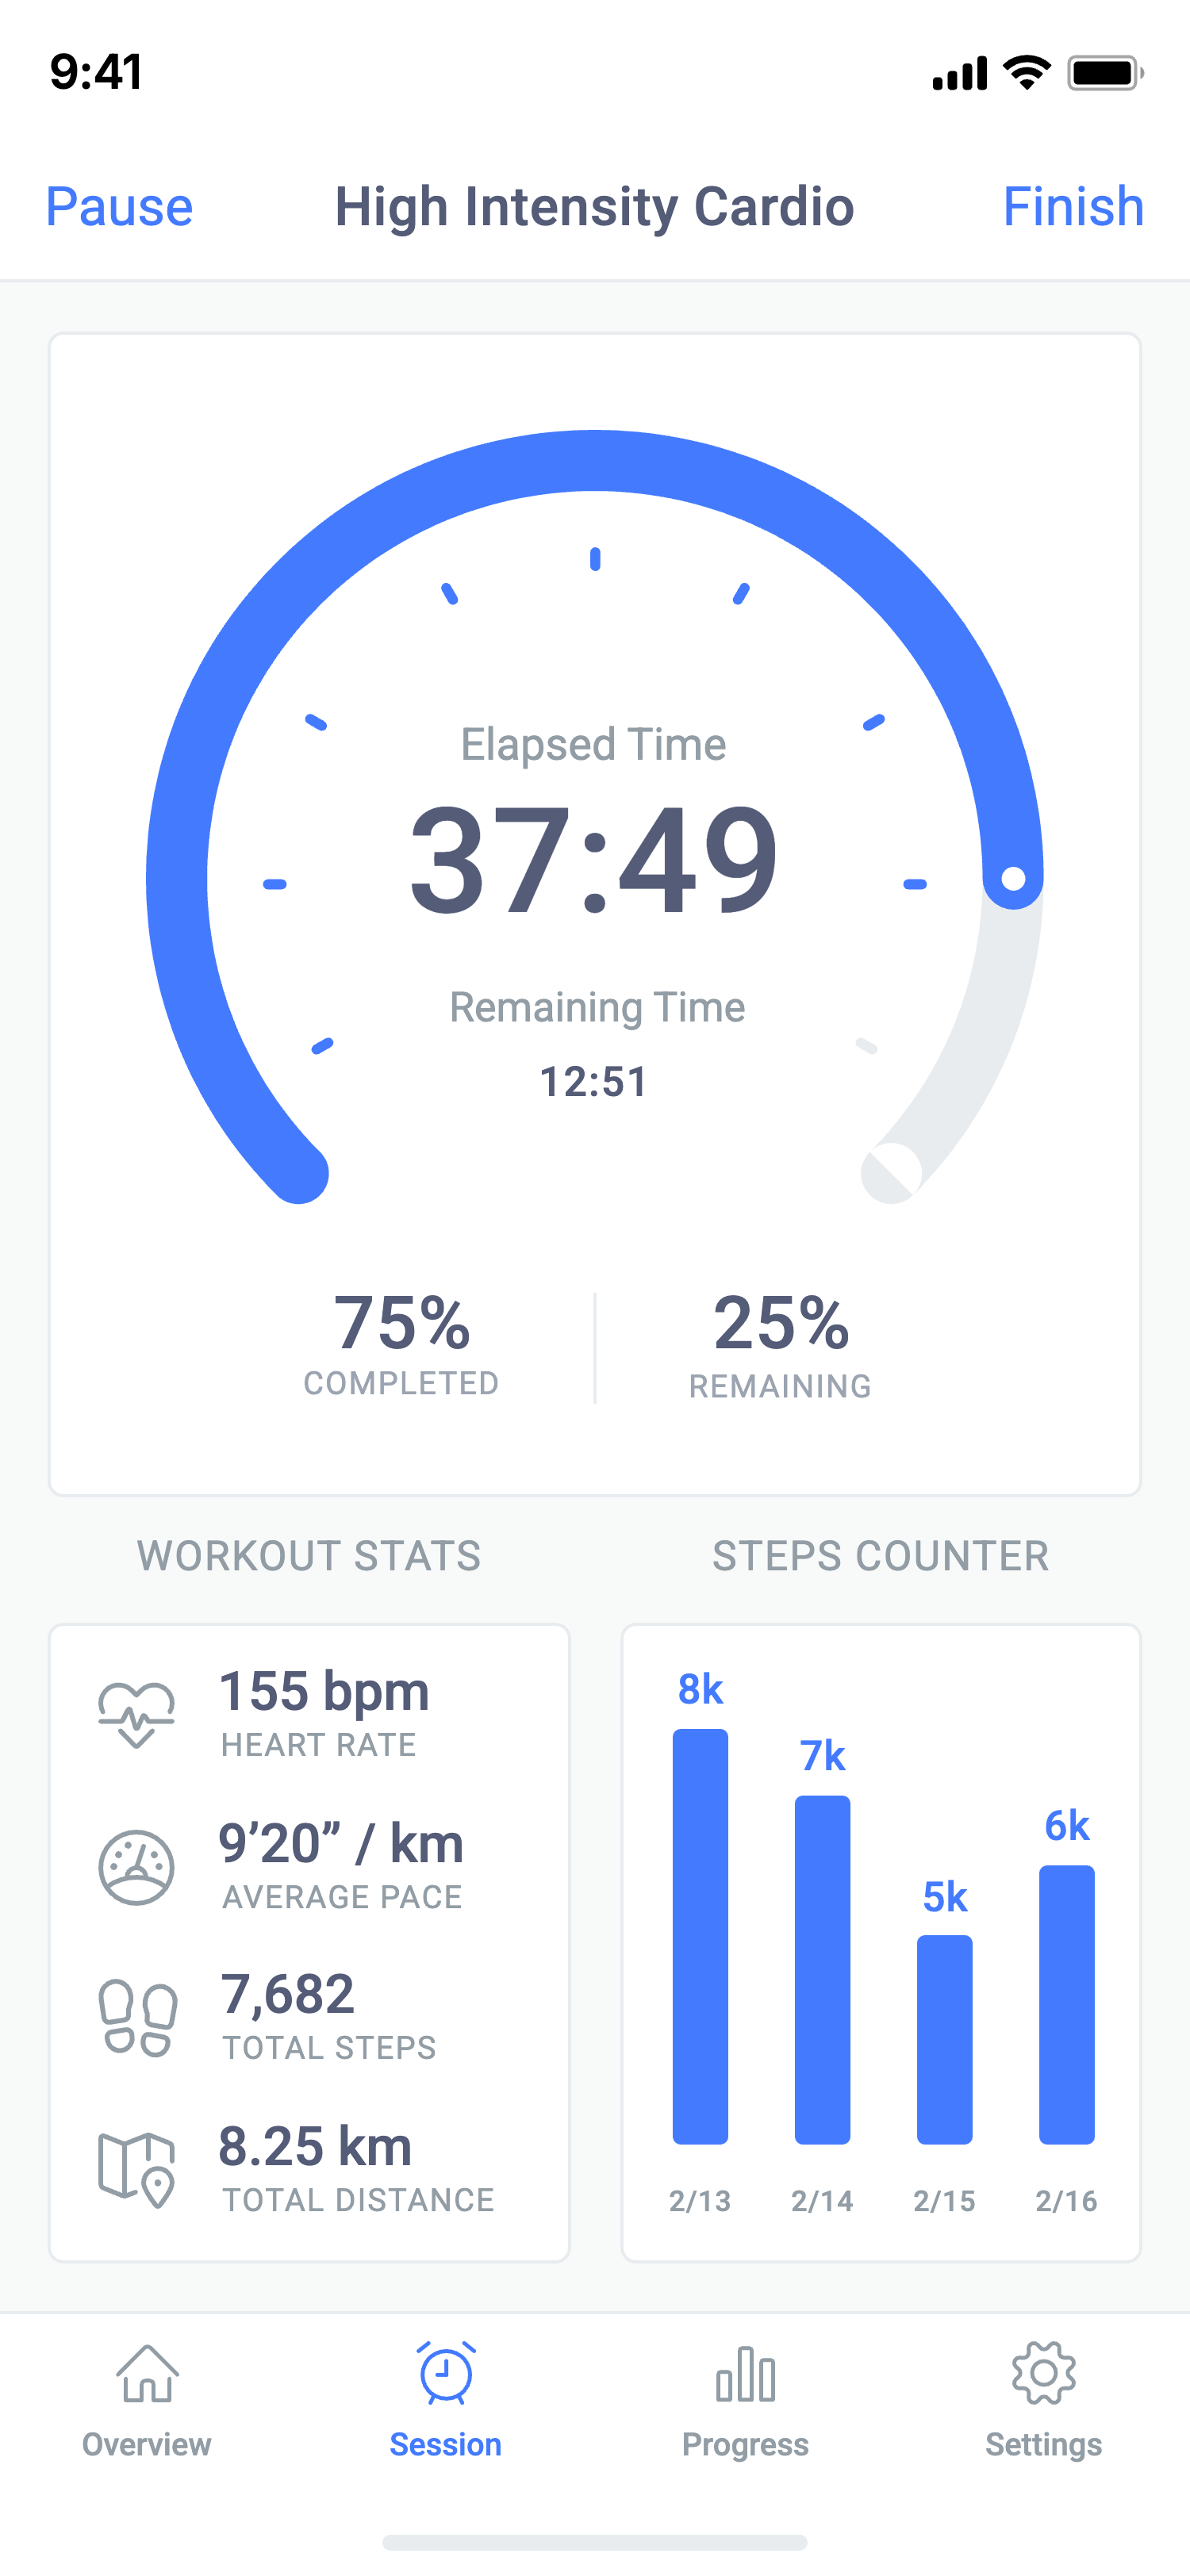 9:41
Pause
High Intensity Cardio
Finish
Elapsed Time
37:49
Remaining Time
12:51
75%
COMPLETED
25%
REMAINING
WORKOUT STATS
155 bpm
HEART RATE
9’20” / km
AVERAGE PACE
7,682
TOTAL STEPS
8.25 km
TOTAL DISTANCE
STEPS COUNTER
8k
7k
5k
6k
2/13
2/14
2/15
2/16
Overview
Session
Progress
Settings